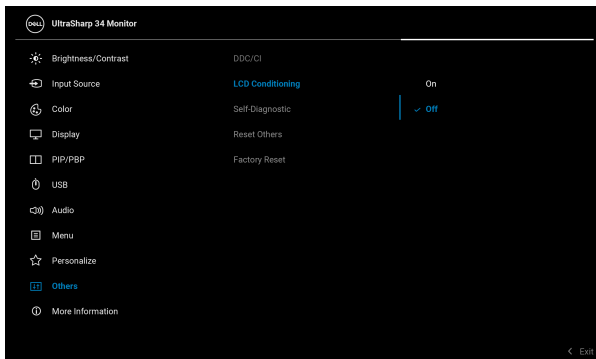 DELL UltraSharp 34 Monitor
Brightness/Contrast DDC/CI
Input Source LCD Conditioning On
Color Self-Diagnostic Off
Display Reset Others
PIP/PBP Factory Reset
USB
Audio
Menu
Personalize
Others
More Information
Exit